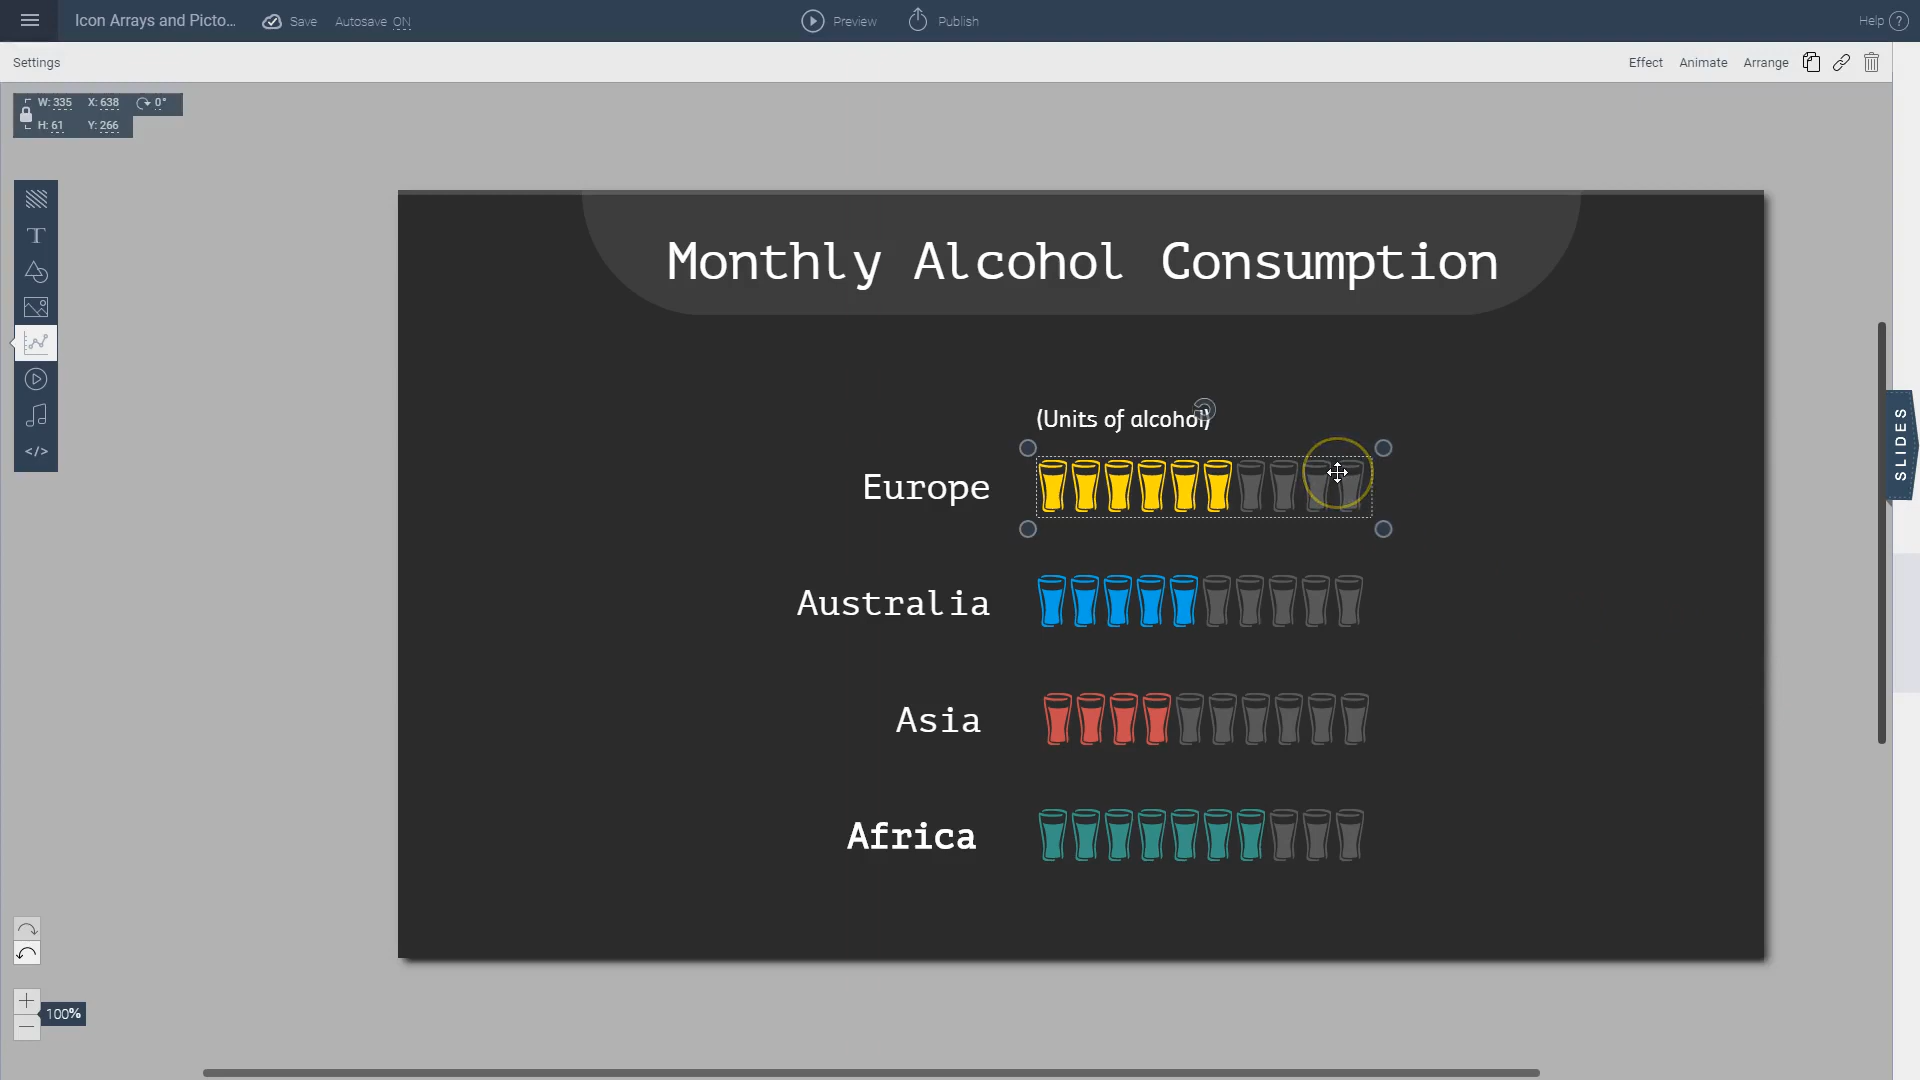 Icon Arrays and Picto...
Save
Autosave ON
Preview
Publish
Help ?
Settings
Effect
Animate
Arrange
W: 335 X: 638 0°
H: 61 Y: 266
T
</>
Monthly Alcohol Consumption
(Units of alcohol)
Europe
Australia
Asia
Africa
SLIDES
100%